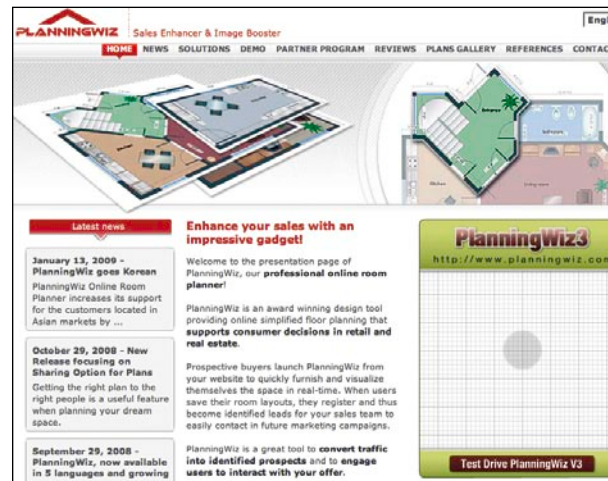 PLANNINGWIZ
Sales Enhancer & Image Booster
Engl
HOME NEWS SOLUTIONS DEMO PARTNER PROGRAM REVIEWS PLANS GALLERY REFERENCES CONTAC
Entrance
bathroom
Kitchen
Living room
Latest news
January 13, 2009 -
PlanningWiz goes Korean
PlanningWiz Online Room
Planner increases its support
for the customers located in
Asian markets by ...
October 29, 2008 - New
Release focusing on
Sharing Option for Plans
Getting the right plan to the
right people is a useful feature
when planning your dream
space.
September 29, 2008 -
PlanningWiz, now available
in 5 languages and growing
Enhance your sales with an
impressive gadget!
Welcome to the presentation page of
PlanningWiz, our professional online room
planner!
PlanningWiz is an award winning design tool
providing online simplified floor planning that
supports consumer decisions in retail and
real estate.
Prospective buyers launch PlanningWiz from
your website to quickly furnish and visualize
themselves the space in real-time. When users
save their room layouts, they register and thus
become identified leads for your sales team to
easily contact in future marketing campaigns.
PlanningWiz is a great tool to convert traffic
into identified prospects and to engage
users to interact with your offer.
PlanningWiz3
http://www.planningwiz.com
Test Drive PlanningWiz V3